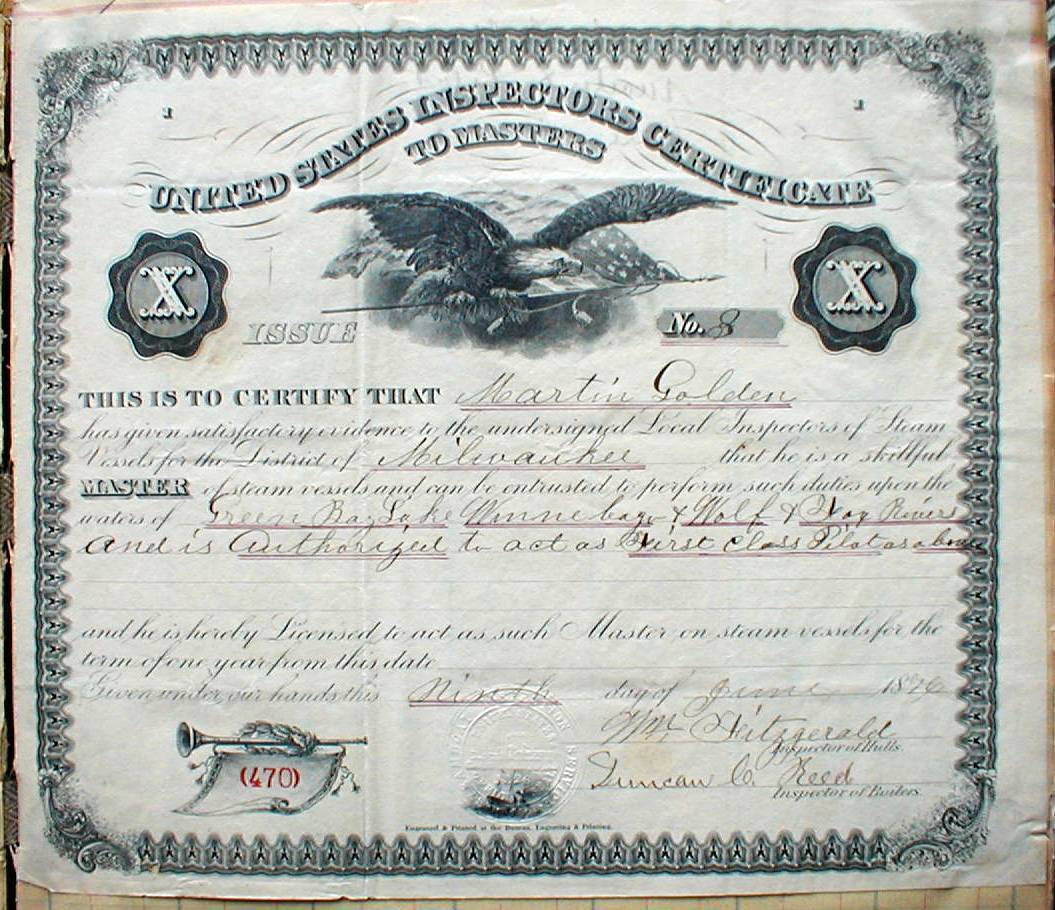 1 1
UNITED STATES INSPECTORS CERTIFICATE
TO MASTERS
X X
ISSUE No. 8
THIS IS TO CERTIFY THAT Martin Golden
has given satisfactory evidence to the undersigned Local Inspectors of Steam
Vessels for the District of Milwaukee that he is a skillful
MASTER of steam vessels and can be entrusted to perform such duties upon the
waters of Green Bay Lake Winnebago & Wolf & Fox Rivers
and is Authorized to act as First Class Pilot as above
and he is hereby Licensed to act as such Master on steam vessels for the
term of one year from this date
Given under our hands this Ninth day of June 1876
Wm Fitzgerald
Inspector of Hulls.
(470)
Duncan C. Reed
Inspector of Boilers.
Engraved & Printed at the Bureau, Engraving & Printing.